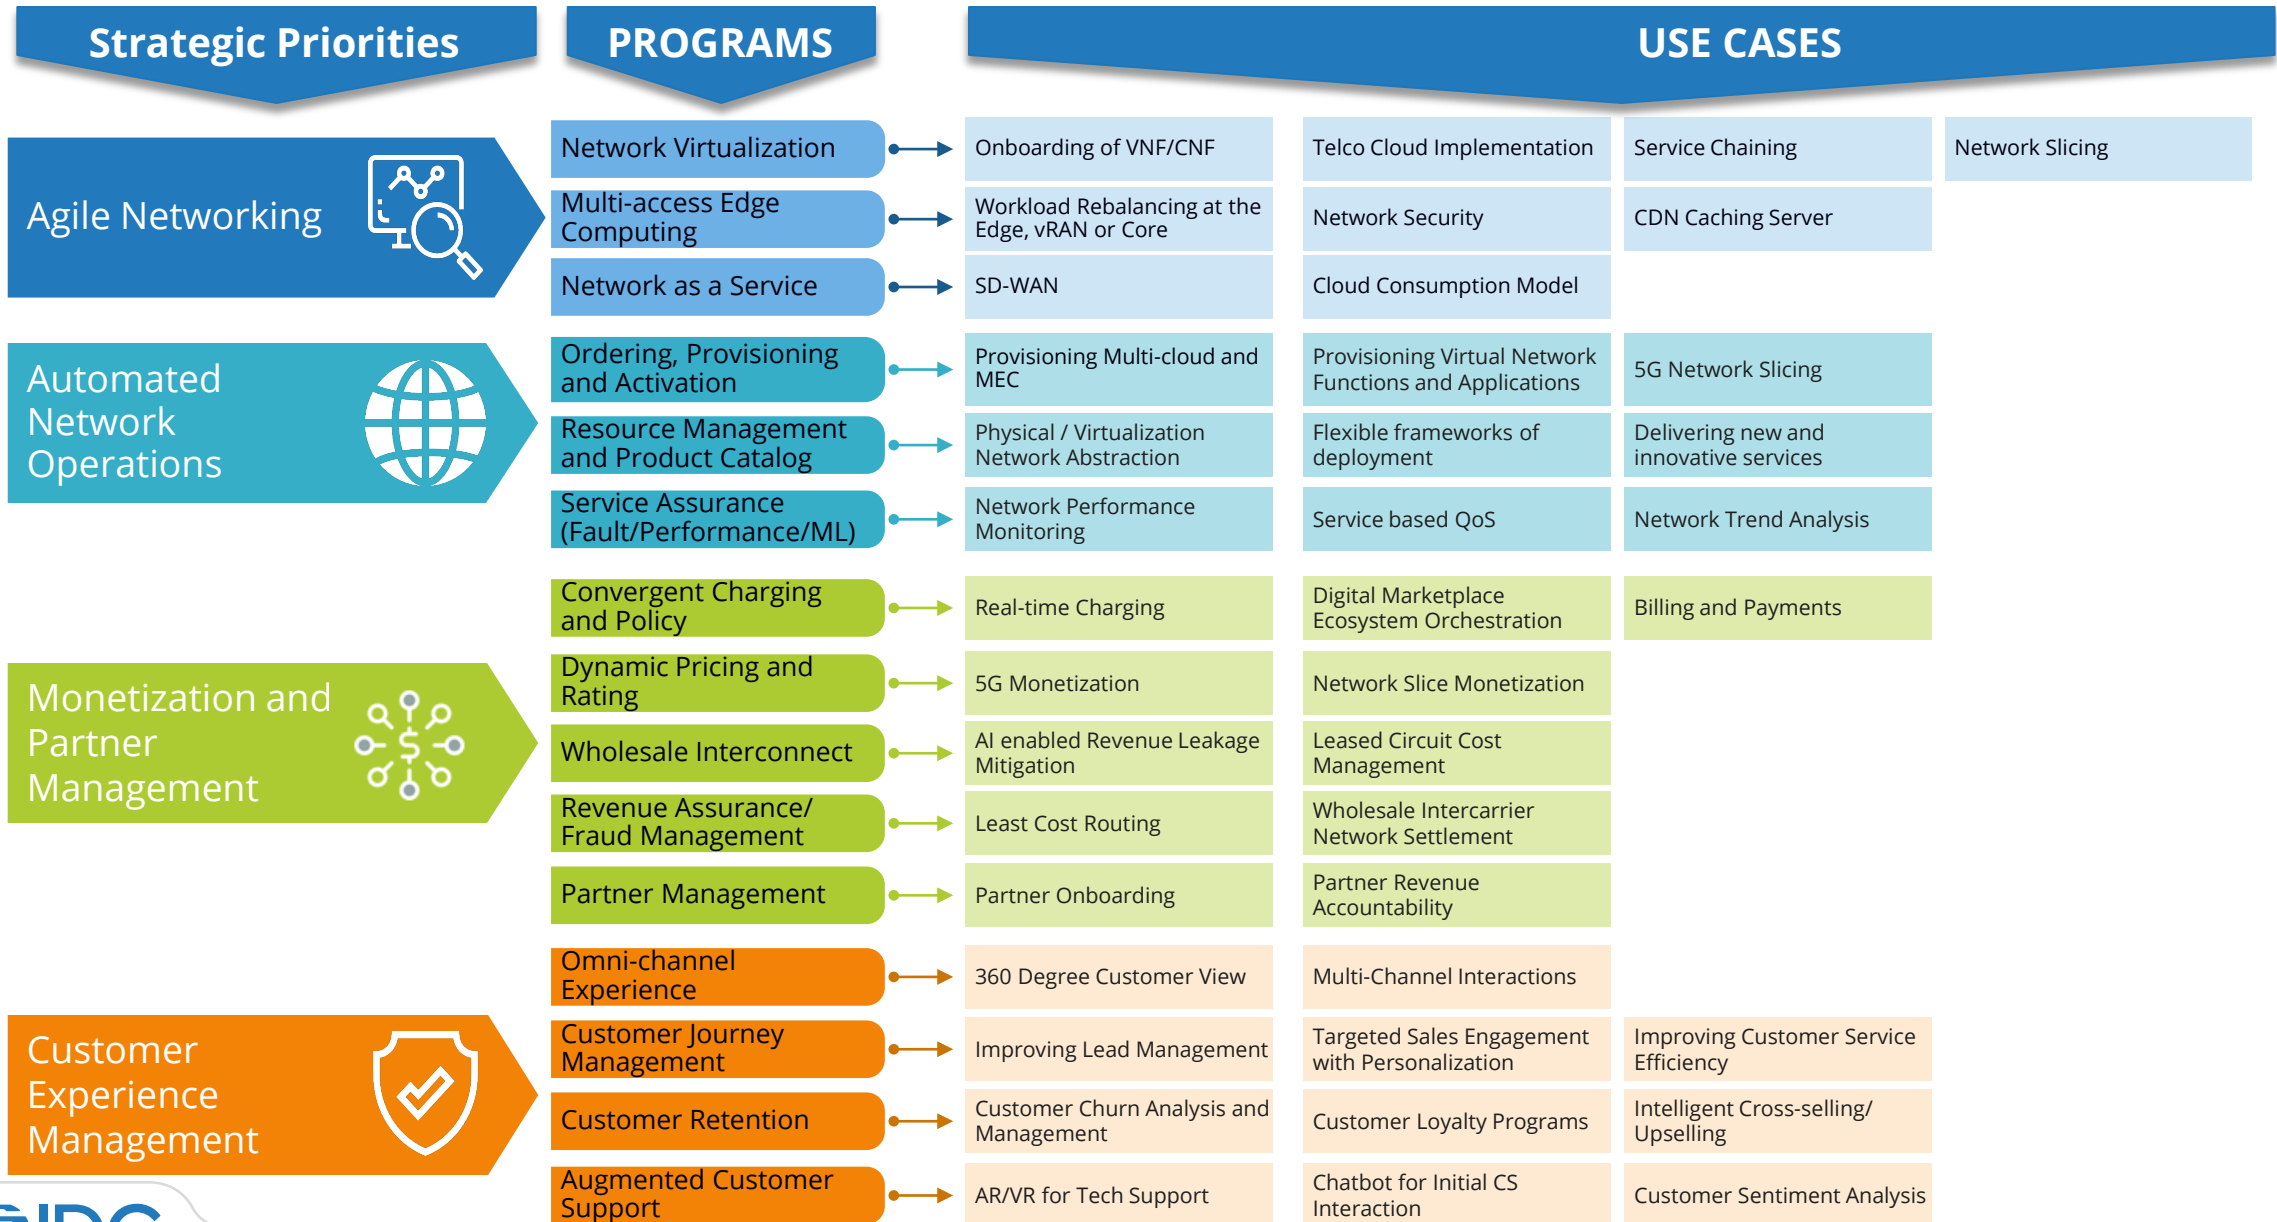 Strategic Priorities
PROGRAMS
USE CASES
Agile Networking
Network Virtualization
Onboarding of VNF/CNF
Telco Cloud Implementation
Service Chaining
Network Slicing
Multi-access Edge
Computing
Workload Rebalancing at the
Edge, vRAN or Core
Network Security
CDN Caching Server
Network as a Service
SD-WAN
Cloud Consumption Model
Automated
Network
Operations
Ordering, Provisioning
and Activation
Provisioning Multi-cloud and
MEC
Provisioning Virtual Network
Functions and Applications
5G Network Slicing
Resource Management
and Product Catalog
Physical / Virtualization
Network Abstraction
Flexible frameworks of
deployment
Delivering new and
innovative services
Service Assurance
(Fault/Performance/ML)
Network Performance
Monitoring
Service based QoS
Network Trend Analysis
Monetization and
Partner
Management
Convergent Charging
and Policy
Real-time Charging
Digital Marketplace
Ecosystem Orchestration
Billing and Payments
Dynamic Pricing and
Rating
5G Monetization
Network Slice Monetization
Wholesale Interconnect
AI enabled Revenue Leakage
Mitigation
Leased Circuit Cost
Management
Revenue Assurance/
Fraud Management
Least Cost Routing
Wholesale Intercarrier
Network Settlement
Partner Management
Partner Onboarding
Partner Revenue
Accountability
Customer
Experience
Management
Omni-channel
Experience
360 Degree Customer View
Multi-Channel Interactions
Customer Journey
Management
Improving Lead Management
Targeted Sales Engagement
with Personalization
Improving Customer Service
Efficiency
Customer Retention
Customer Churn Analysis and
Management
Customer Loyalty Programs
Intelligent Cross-selling/
Upselling
Augmented Customer
Support
AR/VR for Tech Support
Chatbot for Initial CS
Interaction
Customer Sentiment Analysis
IDC